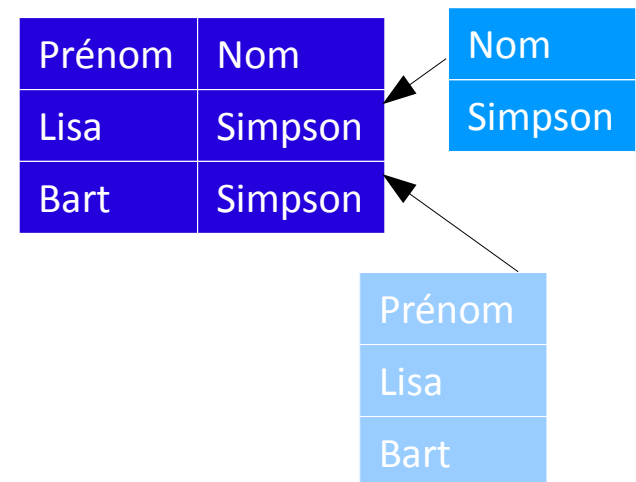 Prénom Nom
Lisa Simpson
Bart Simpson
Nom
Simpson
Prénom
Lisa
Bart